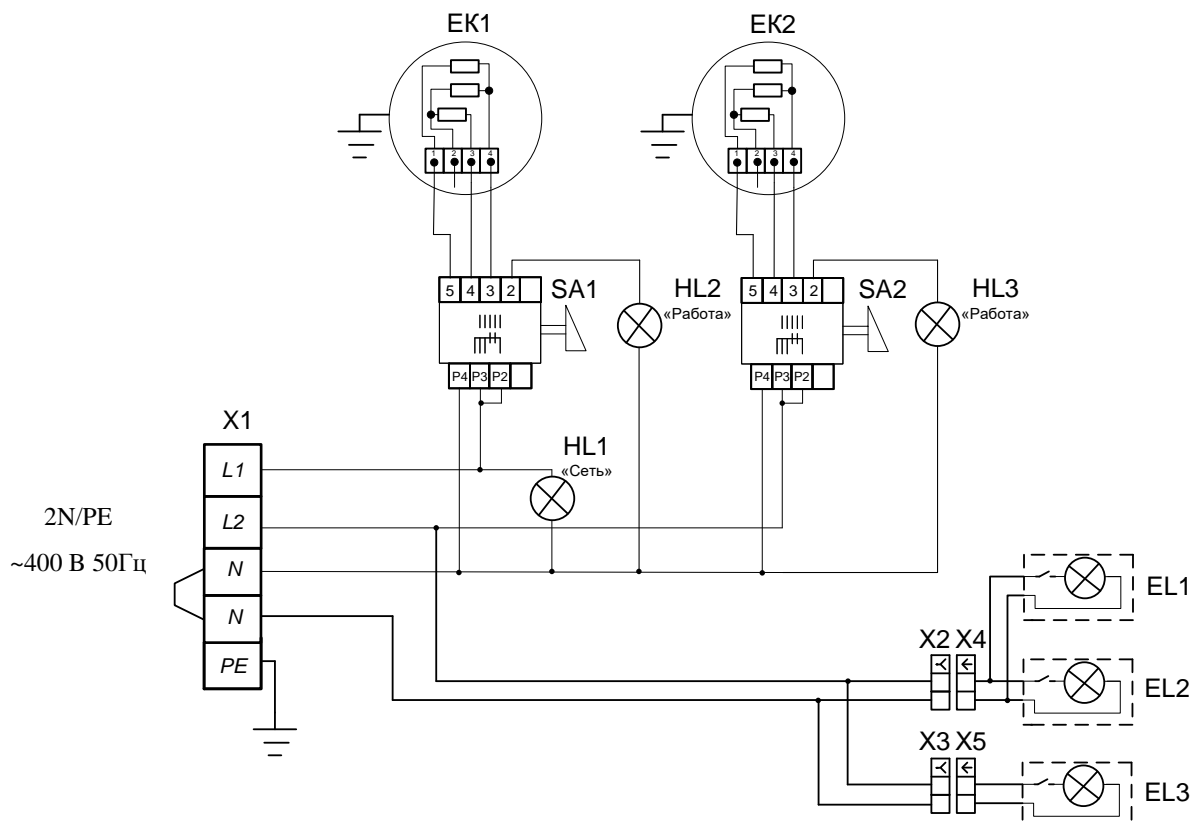 EK1 EK2
1 2 3 4 1 2 3 4
5 4 3 2 SA1 HL2 5 4 3 2 SA2 HL3
«Работа» «Работа»
P4 P3 P2 P4 P3 P2
X1
HL1
«Сеть»
L1
2N/PE
L2
~400 В 50Гц
N
N
PE
EL1
X2 X4
EL2
X3 X5
EL3